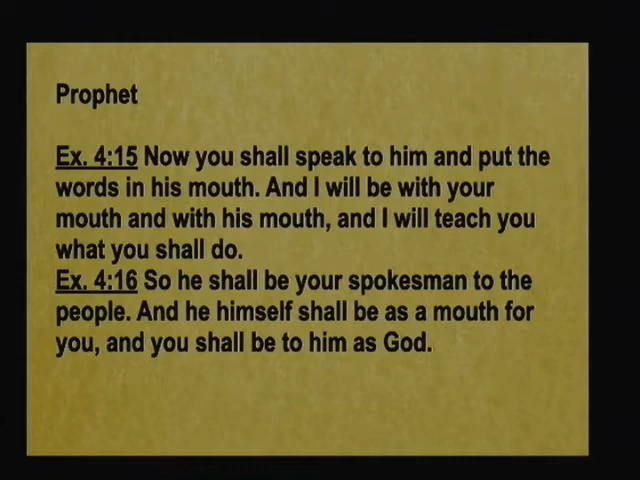 Prophet
Ex. 4:15 Now you shall speak to him and put the
words in his mouth. And I will be with your
mouth and with his mouth, and I will teach you
what you shall do.
Ex. 4:16 So he shall be your spokesman to the
people. And he himself shall be as a mouth for
you, and you shall be to him as God.